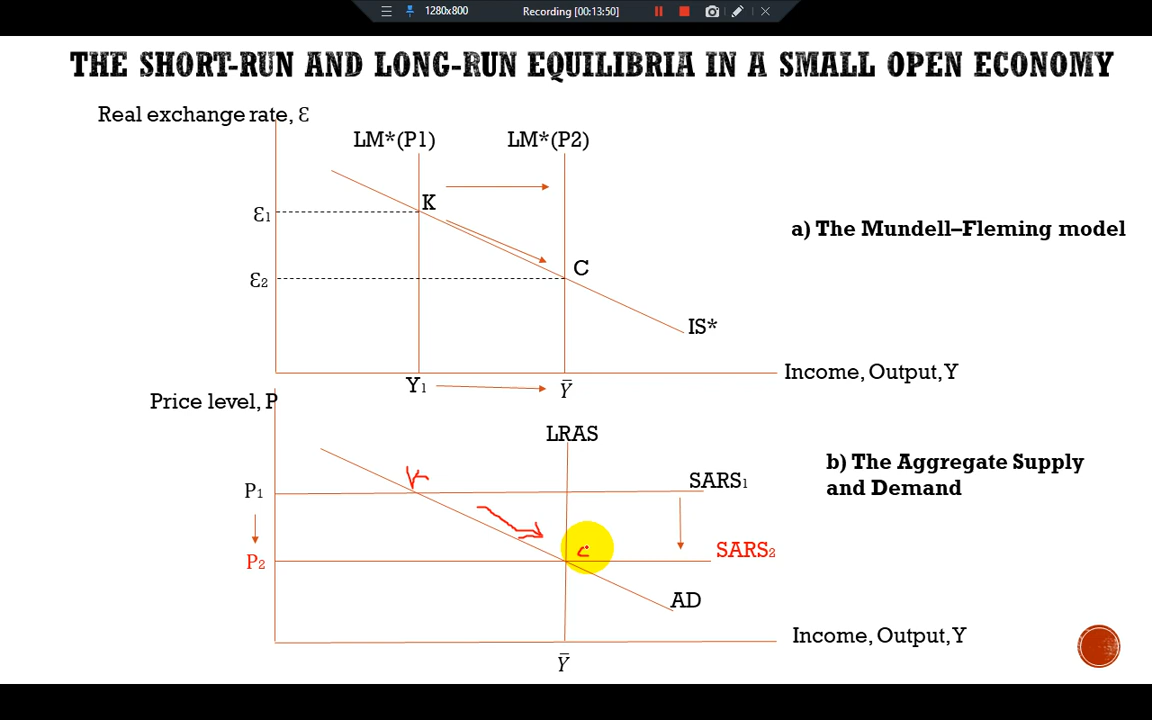 1280x800
Recording [00:13:50]
THE SHORT-RUN AND LONG-RUN EQUILIBRIA IN A SMALL OPEN ECONOMY
Real exchange rate, Ɛ
LM*(P1)
LM*(P2)
K
Ɛ1
a) The Mundell–Fleming model
C
Ɛ2
IS*
Income, Output, Y
Y1
Ȳ
Price level, P
LRAS
b) The Aggregate Supply
and Demand
K
SARS1
P1
C
SARS2
P2
AD
Income, Output, Y
Ȳ